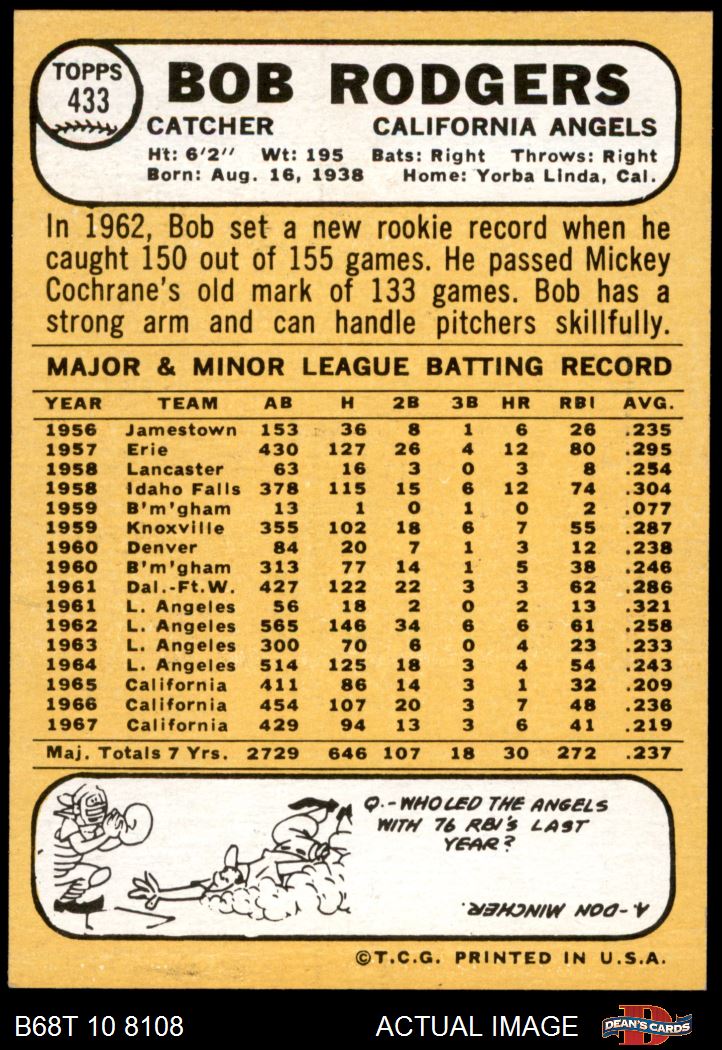 TOPPS
433
BOB RODGERS
CATCHER CALIFORNIA ANGELS
Ht: 6'2" Wt: 195 Bats: Right Throws: Right
Born: Aug. 16, 1938 Home: Yorba Linda, Cal.
In 1962, Bob set a new rookie record when he
caught 150 out of 155 games. He passed Mickey
Cochrane's old mark of 133 games. Bob has a
strong arm and can handle pitchers skillfully.
MAJOR & MINOR LEAGUE BATTING RECORD
YEAR TEAM AB H 2B 3B HR RBI AVG.
1956 Jamestown 153 36 8 1 6 26 .235
1957 Erie 430 127 26 4 12 80 .295
1958 Lancaster 63 16 3 0 3 8 .254
1958 Idaho Falls 378 115 15 6 12 74 .304
1959 B'm'gham 13 1 0 1 0 2 .077
1959 Knoxville 355 102 18 6 7 55 .287
1960 Denver 84 20 7 1 3 12 .238
1960 B'm'gham 313 77 14 1 5 38 .246
1961 Dal.-Ft.W. 427 122 22 3 3 62 .286
1961 L. Angeles 56 18 2 0 2 13 .321
1962 L. Angeles 565 146 34 6 6 61 .258
1963 L. Angeles 300 70 6 0 4 23 .233
1964 L. Angeles 514 125 18 3 4 54 .243
1965 California 411 86 14 3 1 32 .209
1966 California 454 107 20 3 7 48 .236
1967 California 429 94 13 3 6 41 .219
Maj. Totals 7 Yrs. 2729 646 107 18 30 272 .237
Q.-WHO LED THE ANGELS
WITH 76 RBI'S LAST
YEAR?
A-DON MINCHER.
©T.C.G. PRINTED IN U.S.A.
B68T 10 8108 ACTUAL IMAGE
D
DEAN'S CARDS